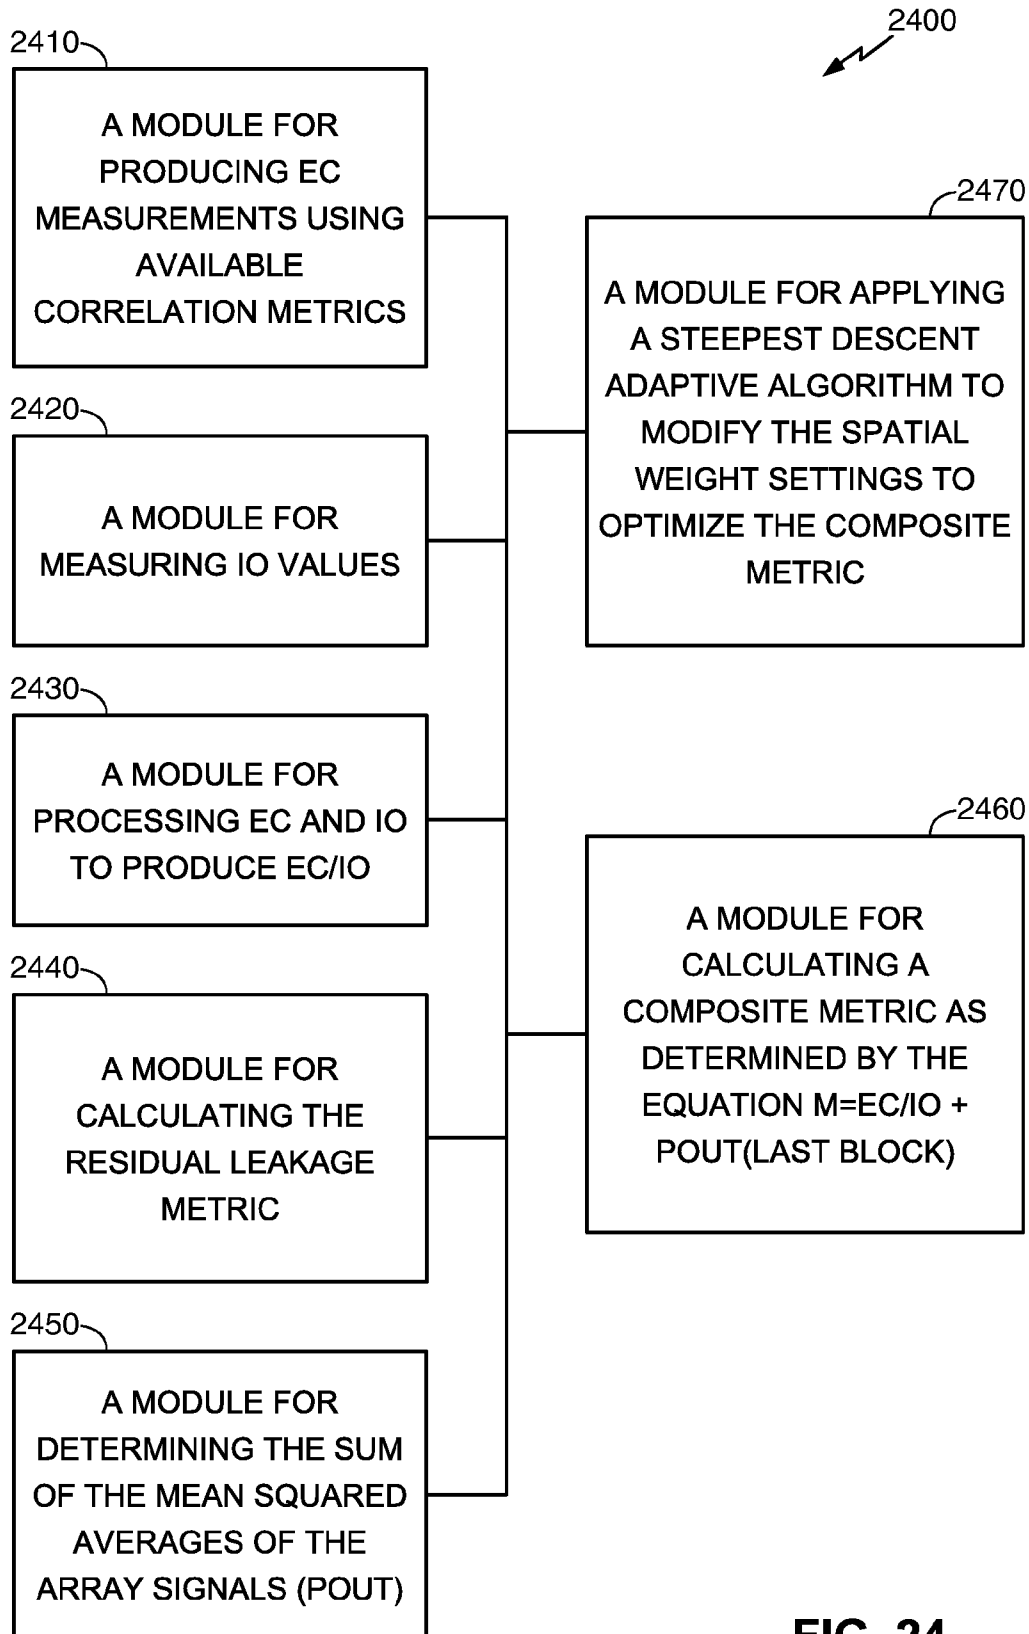 2400
2410
A MODULE FOR
PRODUCING EC
MEASUREMENTS USING
AVAILABLE
CORRELATION METRICS
2420
A MODULE FOR
MEASURING IO VALUES
2430
A MODULE FOR
PROCESSING EC AND IO
TO PRODUCE EC/IO
2440
A MODULE FOR
CALCULATING THE
RESIDUAL LEAKAGE
METRIC
2450
A MODULE FOR
DETERMINING THE SUM
OF THE MEAN SQUARED
AVERAGES OF THE
ARRAY SIGNALS (POUT)
2470
A MODULE FOR APPLYING
A STEEPEST DESCENT
ADAPTIVE ALGORITHM TO
MODIFY THE SPATIAL
WEIGHT SETTINGS TO
OPTIMIZE THE COMPOSITE
METRIC
2460
A MODULE FOR
CALCULATING A
COMPOSITE METRIC AS
DETERMINED BY THE
EQUATION M=EC/IO +
POUT(LAST BLOCK)
FIG. 24